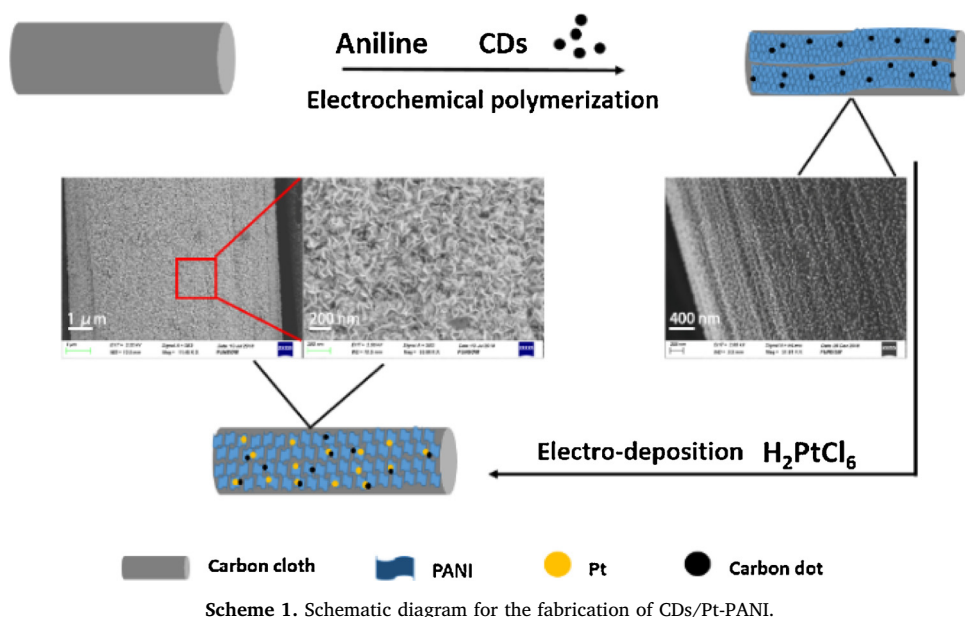 Aniline CDs
Electrochemical polymerization
1 μm
200 nm
400 nm
Electro-deposition H₂PtCl₆
Carbon cloth
PANI
Pt
Carbon dot
Scheme 1. Schematic diagram for the fabrication of CDs/Pt-PANI.